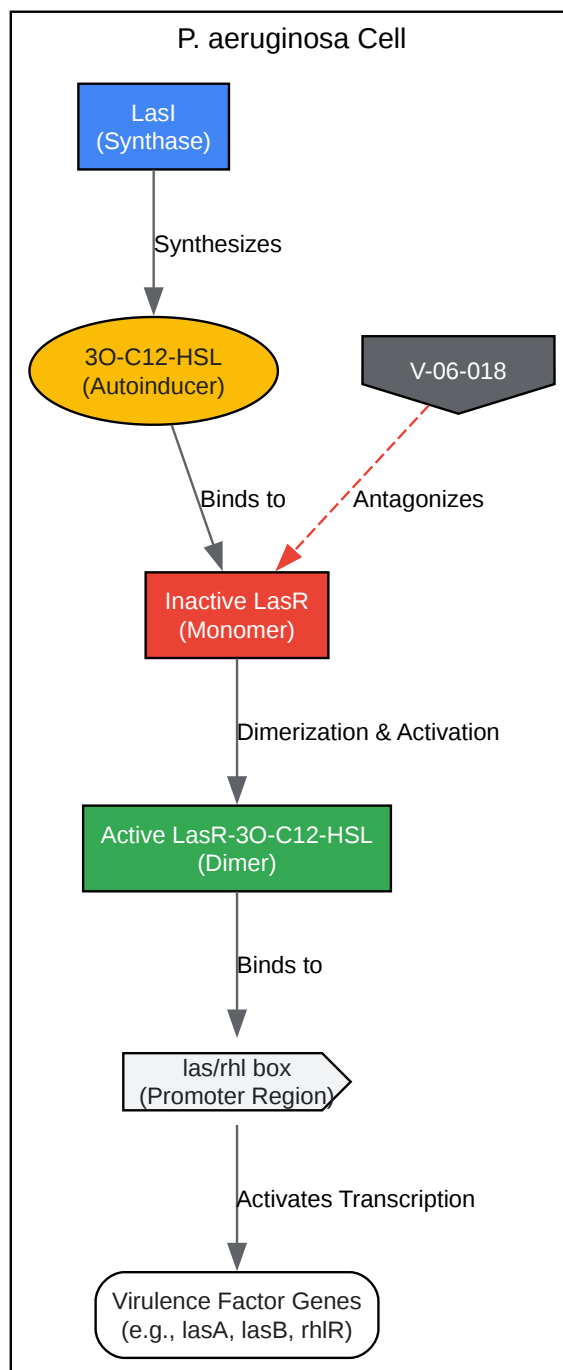 P. aeruginosa Cell
LasI
(Synthase)
Synthesizes
3O-C12-HSL
(Autoinducer)
V-06-018
Binds to
Antagonizes
Inactive LasR
(Monomer)
Dimerization & Activation
Active LasR-3O-C12-HSL
(Dimer)
Binds to
las/rhl box
(Promoter Region)
Activates Transcription
Virulence Factor Genes
(e.g., lasA, lasB, rhlR)